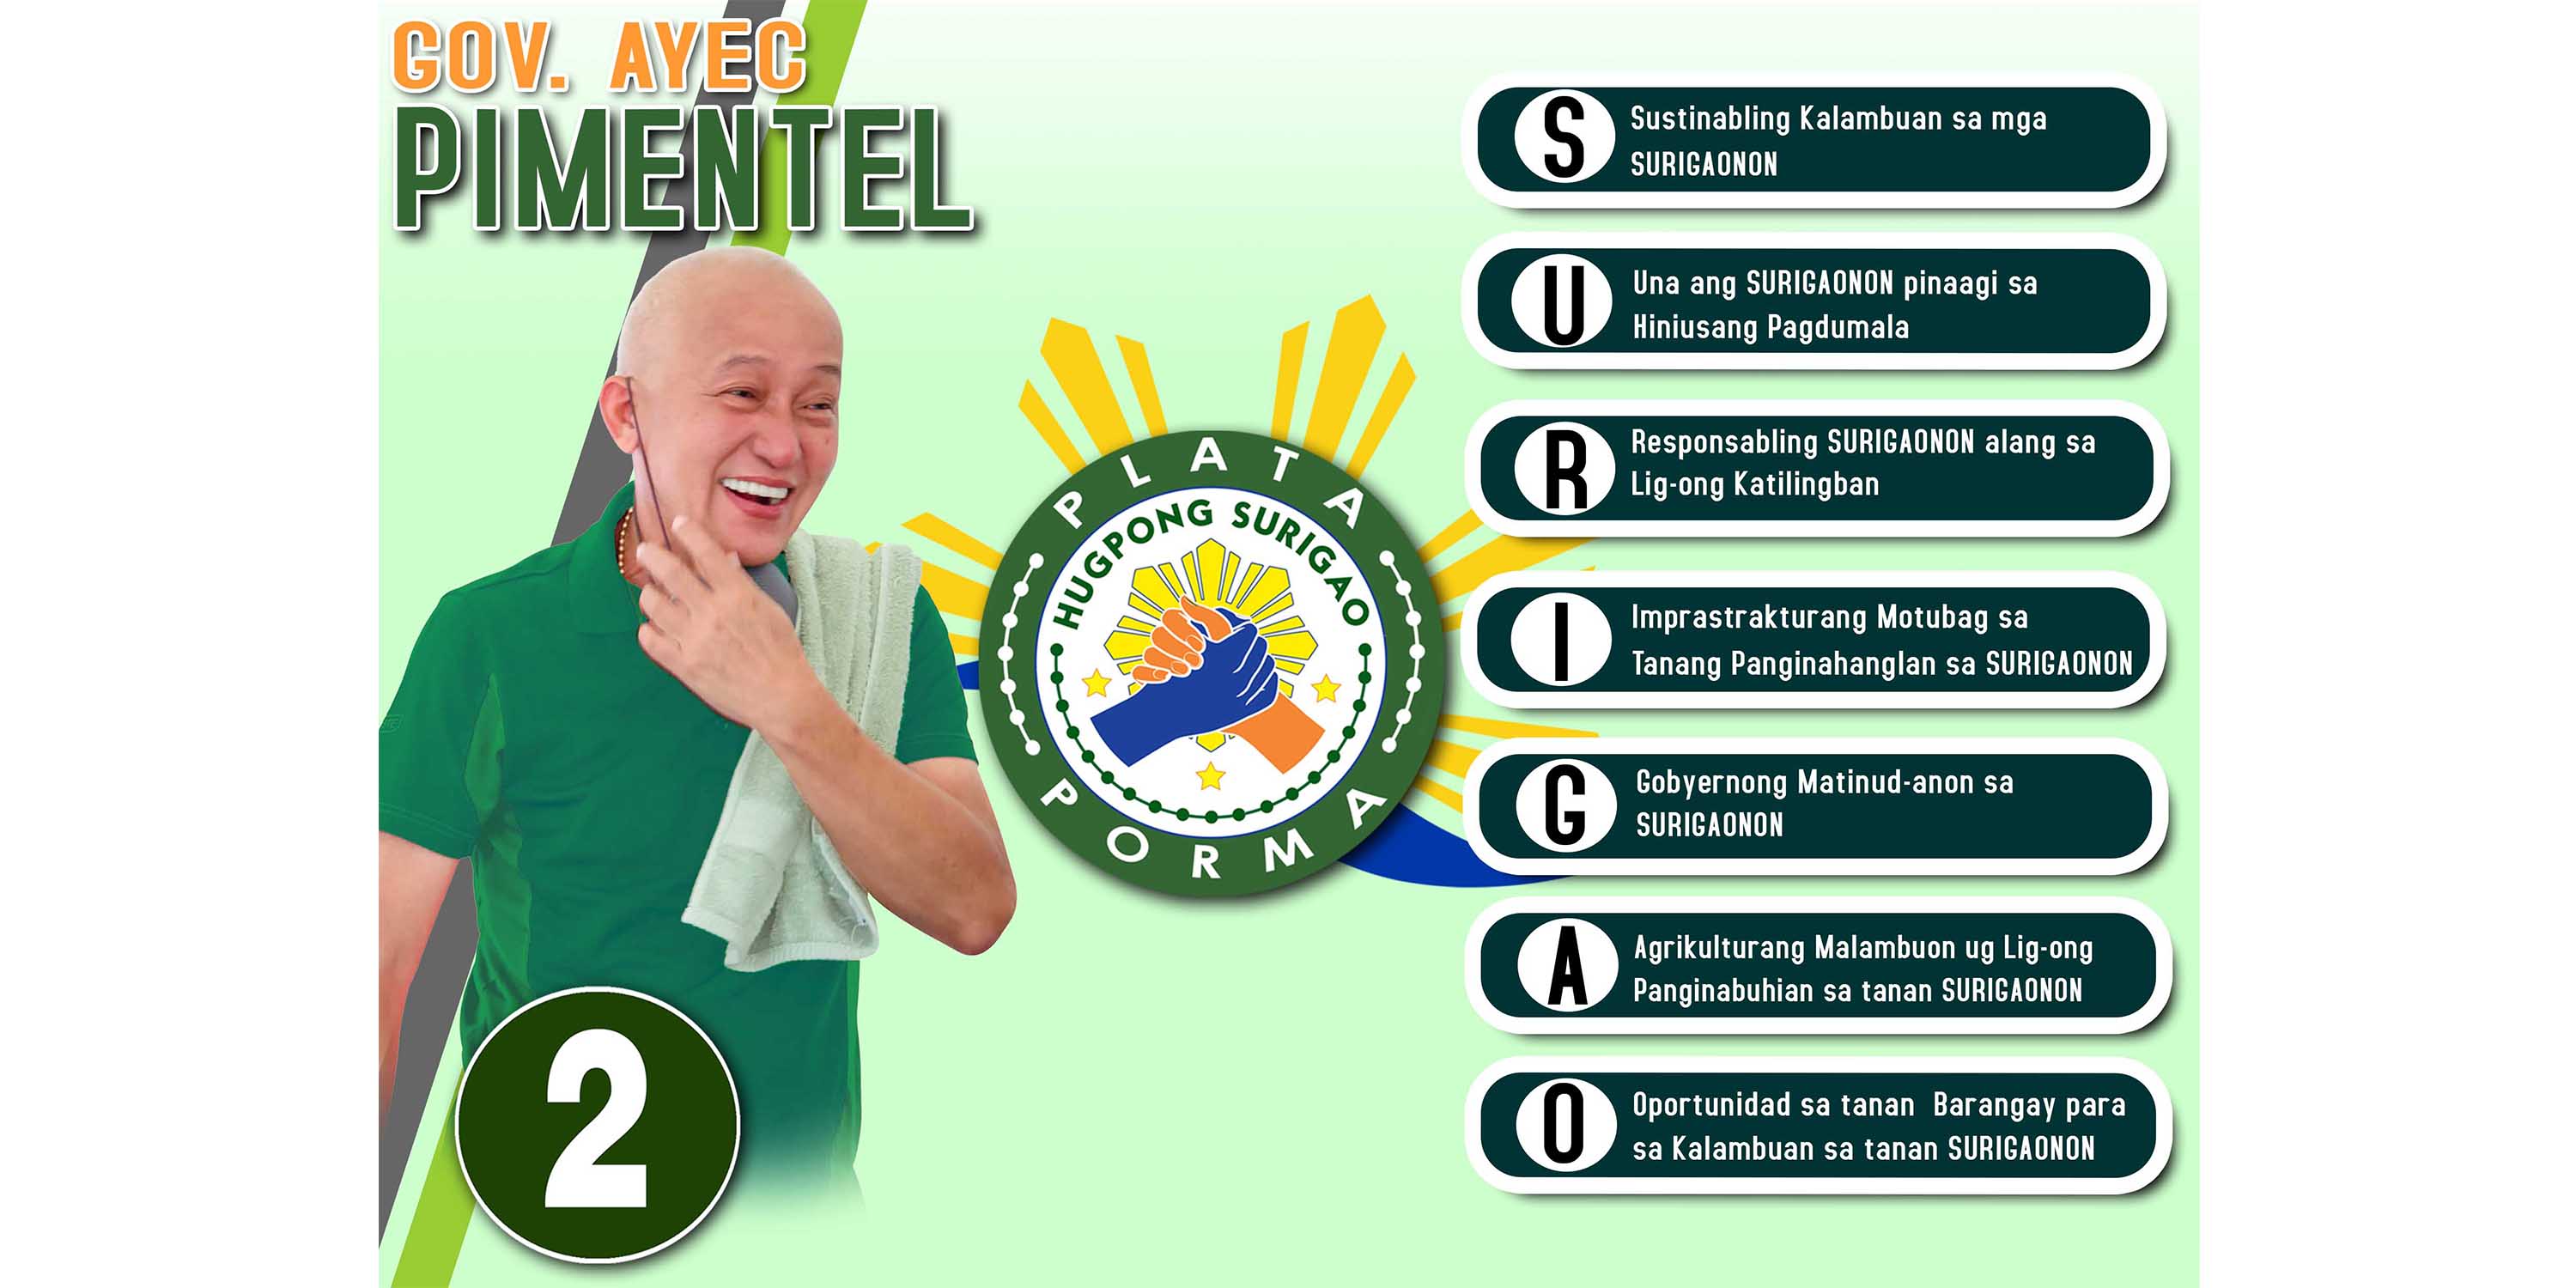 GOV. AYEC
PIMENTEL
PLATA
PORMA
HUGPONG SURIGAO
2
S
Sustinabling Kalambuan sa mga
SURIGAONON
U
Una ang SURIGAONON pinaagi sa
Hiniusang Pagdumala
R
Responsabling SURIGAONON alang sa
Lig-ong Katilingban
I
Imprastrakturang Motubag sa
Tanang Panginahanglan sa SURIGAONON
G
Gobyernong Matinud-anon sa
SURIGAONON
A
Agrikulturang Malambuon ug Lig-ong
Panginabuhian sa tanan SURIGAONON
O
Oportunidad sa tanan Barangay para
sa Kalambuan sa tanan SURIGAONON